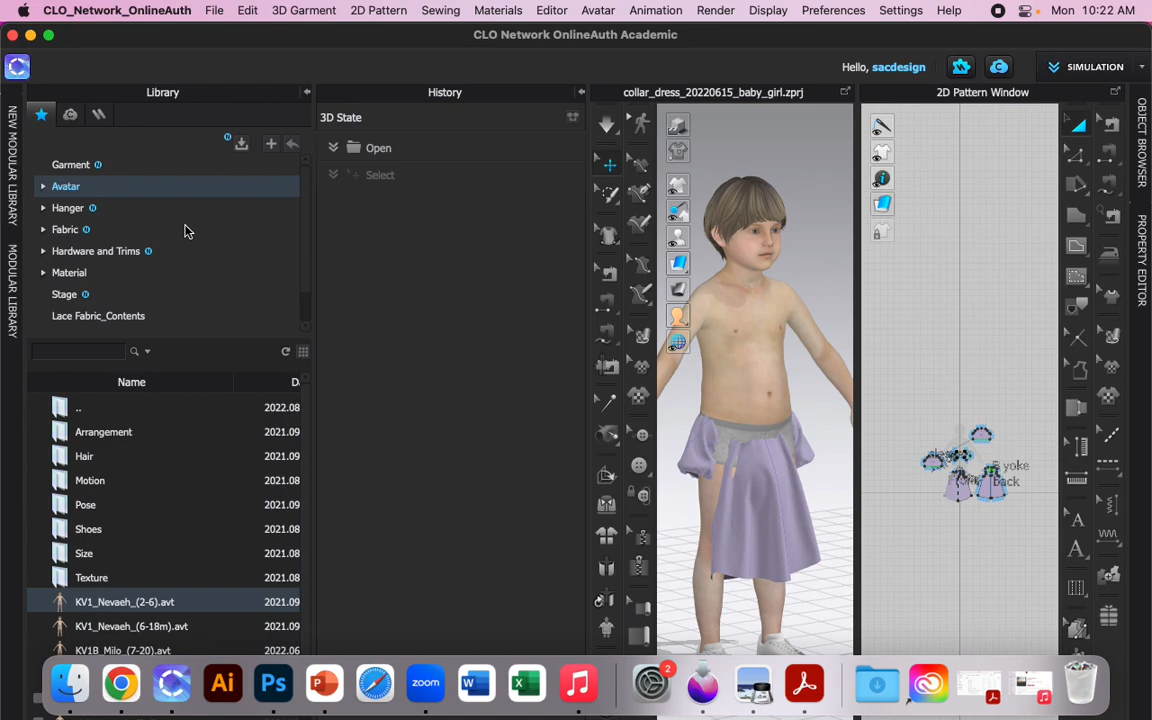 CLO_Network_OnlineAuth File Edit 3D Garment 2D Pattern Sewing Materials Editor Avatar Animation Render Display Preferences Settings Help Mon 10:22 AM
CLO Network OnlineAuth Academic
Hello, sacdesign SIMULATION
Library
History
collar_dress_20220615_baby_girl.zprj
2D Pattern Window
NEW MODULAR LIBRARY
MODULAR LIBRARY
Garment N
Avatar
Hanger N
Fabric N
Hardware and Trims N
Material
Stage N
Lace Fabric_Contents
3D State
Open
Select
OBJECT BROWSER
PROPERTY EDITOR
Name D
.. 2022.08
Arrangement 2021.09
Hair 2021.08
Motion 2021.09
Pose 2021.09
Shoes 2021.08
Size 2021.08
Texture 2021.08
KV1_Nevaeh_(2-6).avt 2021.09
KV1_Nevaeh_(6-18m).avt 2021.09
KV1B_Milo_(7-20).avt 2022.06
yoke
back
Ai Ps P zoom W X 2